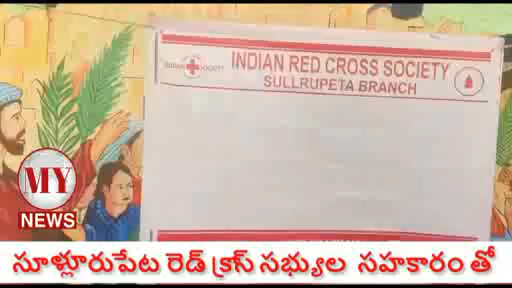 INDIAN RED CROSS SOCIETY
SULLRUPETA BRANCH
MY
NEWS
సూళ్లూరుపేట రెడ్ క్రాస్ సభ్యుల సహకారం తో